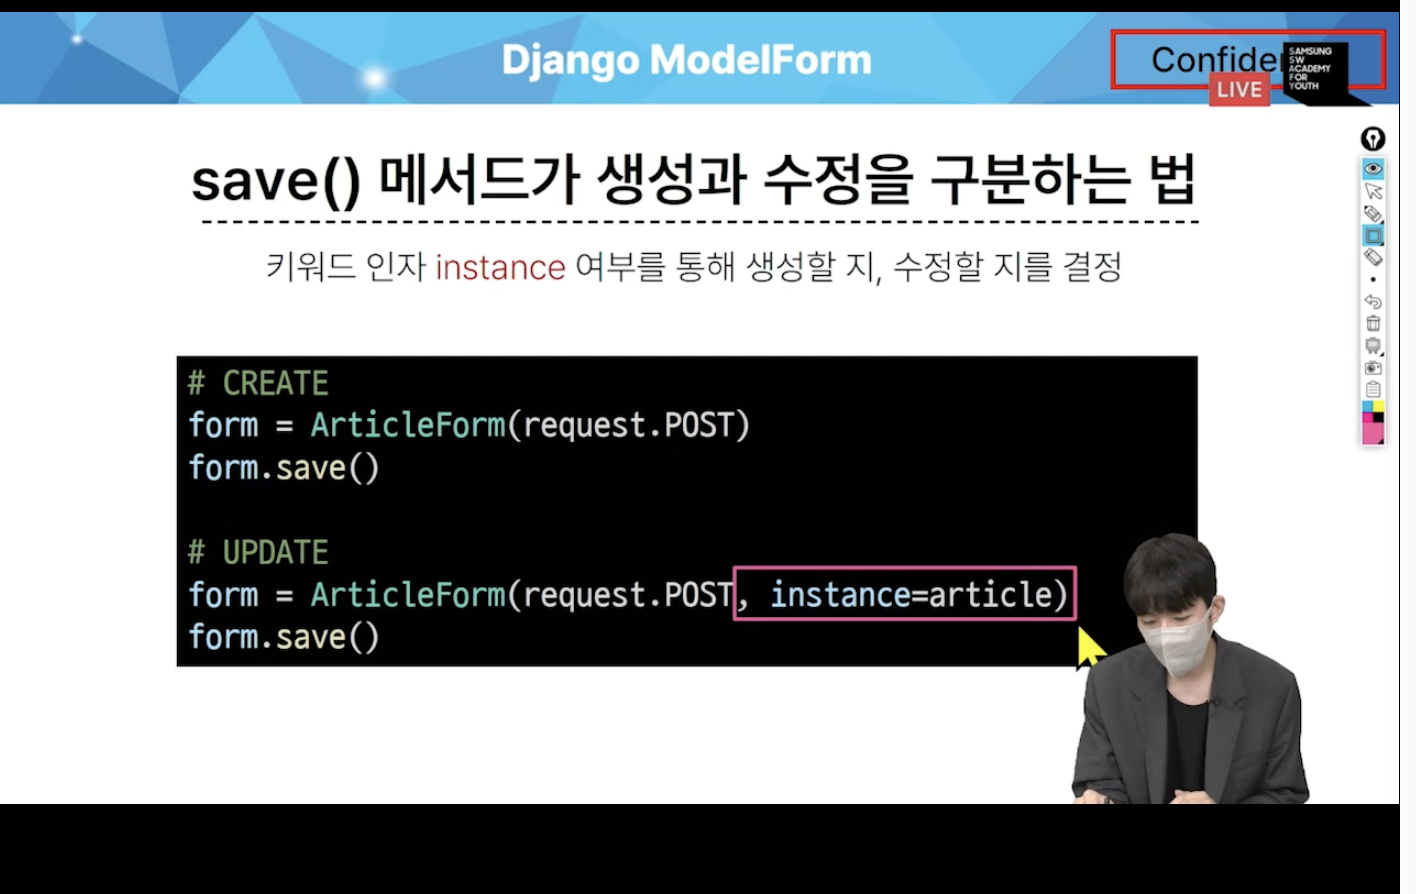 Django ModelForm
LIVE
SAMSUNG
SW
ACADEMY
FOR
YOUTH
save() 메서드가 생성과 수정을 구분하는 법
키워드 인자 instance 여부를 통해 생성할 지, 수정할 지를 결정
# CREATE
form = ArticleForm(request.POST)
form.save()
# UPDATE
form = ArticleForm(request.POST, instance=article)
form.save()